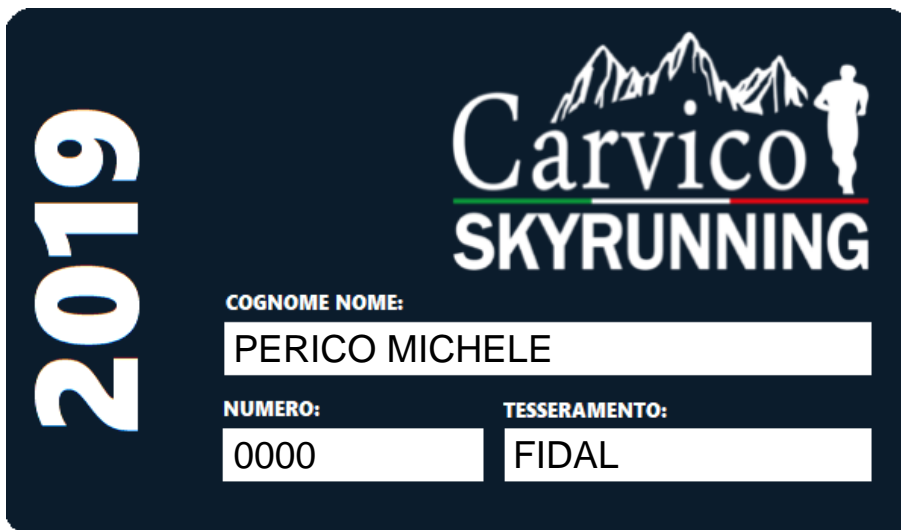 2019
Carvico
SKYRUNNING
COGNOME NOME:
PERICO MICHELE
NUMERO:
TESSERAMENTO:
0000
FIDAL